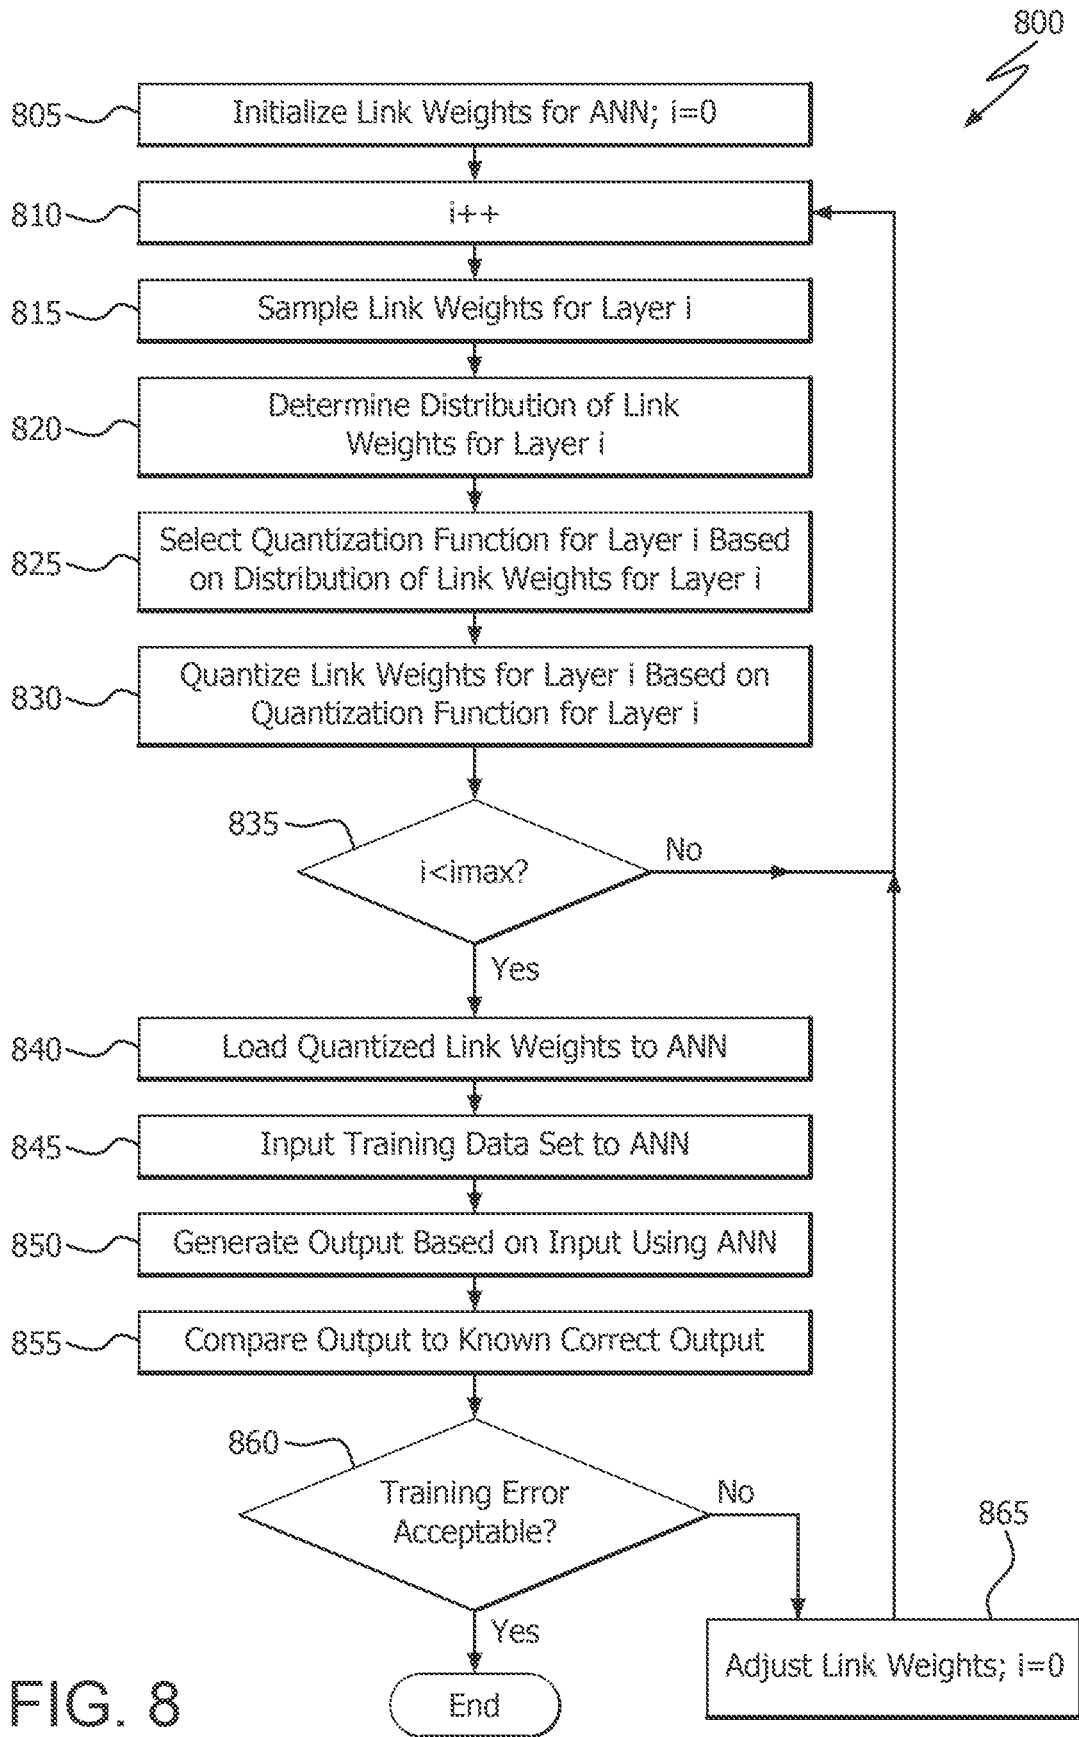 800
805
Initialize Link Weights for ANN; i=0
810
i++
815
Sample Link Weights for Layer i
820
Determine Distribution of Link
Weights for Layer i
825
Select Quantization Function for Layer i Based
on Distribution of Link Weights for Layer i
830
Quantize Link Weights for Layer i Based on
Quantization Function for Layer i
835
i<imax?
No
Yes
840
Load Quantized Link Weights to ANN
845
Input Training Data Set to ANN
850
Generate Output Based on Input Using ANN
855
Compare Output to Known Correct Output
860
Training Error
Acceptable?
No
Yes
865
Adjust Link Weights; i=0
End
FIG. 8